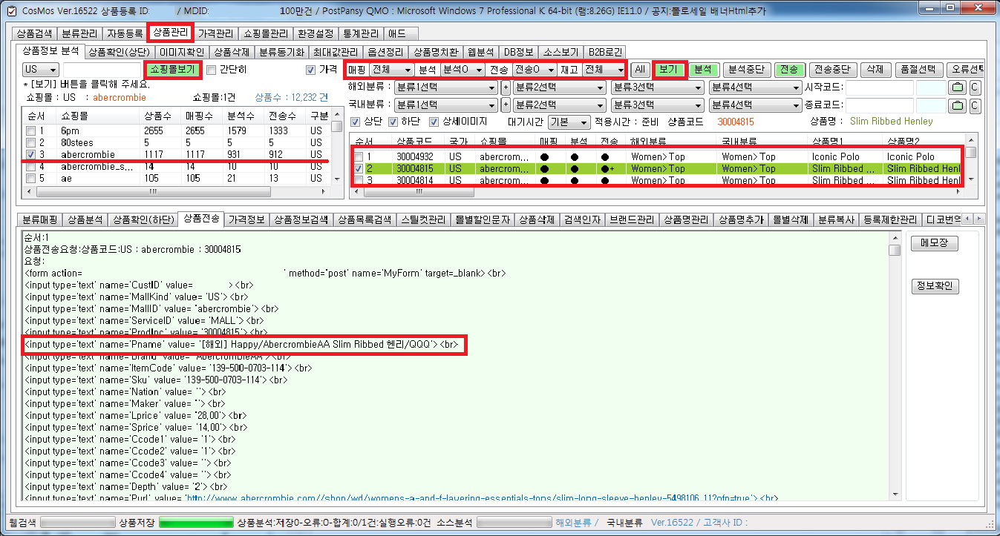 CosMos Ver.16522 상품등록 ID: / MDID: 100만건 / PostPansy QMO : Microsoft Windows 7 Professional K 64-bit (램:8.26G) IE11.0 / 공지:폴로세일 배너Html추가
상품검색 분류관리 자동등록 상품관리 가격관리 쇼핑몰관리 환경설정 통계관리 애드
상품정보 분석 상품확인(상단) 이미지확인 상품삭제 분류동기화 최대값관리 옵션정리 상품명치환 웹분석 DB정보 소스보기 B2B로긴
US 쇼핑몰보기 간단히 가격 매핑 전체 분석 분석O 전송 전송O 재고 전체 All 보기 분석 분석중단 전송 전송중단 삭제 품절선택 오류선택
* [보기] 버튼을 클릭해 주세요.
쇼핑몰 : US : abercrombie 쇼핑몰:1건 상품수 : 12,232 건
해외분류 : 분류1선택 + 분류2선택 분류3선택 분류4선택 시작코드: C
국내분류 : 분류1선택 + 분류2선택 분류3선택 분류4선택 종료코드: C
상단 하단 상세이미지 대기시간 기본 적용시간 : 준비 상품코드 30004815 상품명 : Slim Ribbed Henley
순서 쇼핑몰 상품수 매핑수 분석수 전송수 구분
1 6pm 2655 2655 1579 1333 US
2 80stees 5 5 5 5 US
3 abercrombie 1117 1117 931 912 US
4 abercrombie_s... 14 14 10 10 US
5 ae 105 105 21 13 US
순서 상품코드 국가 쇼핑몰 매핑 분석 전송 해외분류 국내분류 상품명1 상품명2
1 30004932 US abercrom... ● ● ● Women>Top Women>Top Iconic Polo Iconic Polo
2 30004815 US abercrom... ● ● ●+ Women>Top Women>Top Slim Ribbed ... Slim Ribbed Henl
3 30004814 US abercrom... ● ● ● Women>Top Women>Top Slim Ribbed ... Slim Ribbed Henl
분류매핑 상품분석 상품확인(하단) 상품전송 가격정보 상품정보검색 상품목록검색 스틸컷관리 몰별할인문자 상품삭제 검색인자 브랜드관리 상품명관리 상품명추가 몰별삭제 분류복사 등록제한관리 디코번역
순서:1
상품전송요청:상품코드:US : abercrombie : 30004815
요청:
<form action= ' method='post' name='MyForm' target=_blank><br>
<input type='text' name='CustID' value= ><br>
<input type='text' name='MallKind' value= 'US'><br>
<input type='text' name='MallID' value= 'abercrombie'><br>
<input type='text' name='ServiceID' value= 'MALL'><br>
<input type='text' name='ProdInc' value= '30004815'><br>
<input type='text' name='Pname' value= '[해외] Happy/AbercrombieAA Slim Ribbed 헨리/QQQ'><br>
<input type='text' name='Brand' value= 'AbercrombieAA'><br>
<input type='text' name='ItemCode' value= '139-500-0703-114'><br>
<input type='text' name='Sku' value= '139-500-0703-114'><br>
<input type='text' name='Nation' value= ''><br>
<input type='text' name='Maker' value= ''><br>
<input type='text' name='Lprice' value= '28,00'><br>
<input type='text' name='Sprice' value= '14,00'><br>
<input type='text' name='Ccode1' value= '1'><br>
<input type='text' name='Ccode2' value= '1'><br>
<input type='text' name='Ccode3' value= ''><br>
<input type='text' name='Ccode4' value= ''><br>
<input type='text' name='Depth' value= '2'><br>
<input type='text' name='Purl' value= 'http://www.abercrombie.com//shop/wd/womens-a-and-f-layering-essentials-tops/slim-long-sleeve-henley-5498106_11?ofp=true'><br>
메모장
정보확인
웹검색 상품저장 상품분석:저장0-오류:0-합계:0/1건:실행오류:0건 소스분석 해외분류 / 국내분류 Ver.16522 / 고객사 ID :